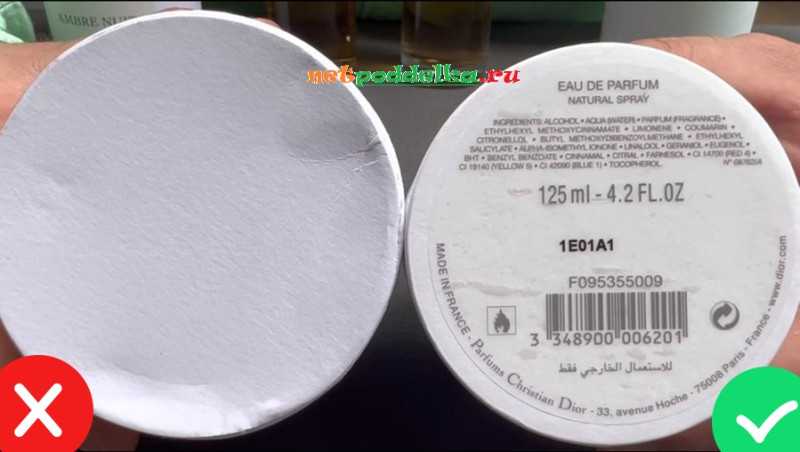 AMBRE NUIT
netpoddelka.ru
EAU DE PARFUM
NATURAL SPRAY
INGREDIENTS: ALCOHOL • AQUA (WATER) • PARFUM (FRAGRANCE) •
ETHYLHEXYL METHOXYCINNAMATE • LIMONENE • COUMARIN •
CITRONELLOL • BUTYL METHOXYDIBENZOYLMETHANE • ETHYLHEXYL
SALICYLATE • ALPHA-ISOMETHYL IONONE • LINALOOL • GERANIOL • EUGENOL •
BHT • BENZYL BENZOATE • CINNAMAL • CITRAL • FARNESOL • CI 14700 (RED 4) •
CI 19140 (YELLOW 5) • CI 42090 (BLUE 1) • TOCOPHEROL.
125 ml - 4.2 FL.OZ
1E01A1
F095355009
3 348900 006201
للاستعمال الخارجي فقط
MADE IN FRANCE - Parfums Christian Dior - 33, avenue Hoche - 75008 Paris - France - www.dior.com